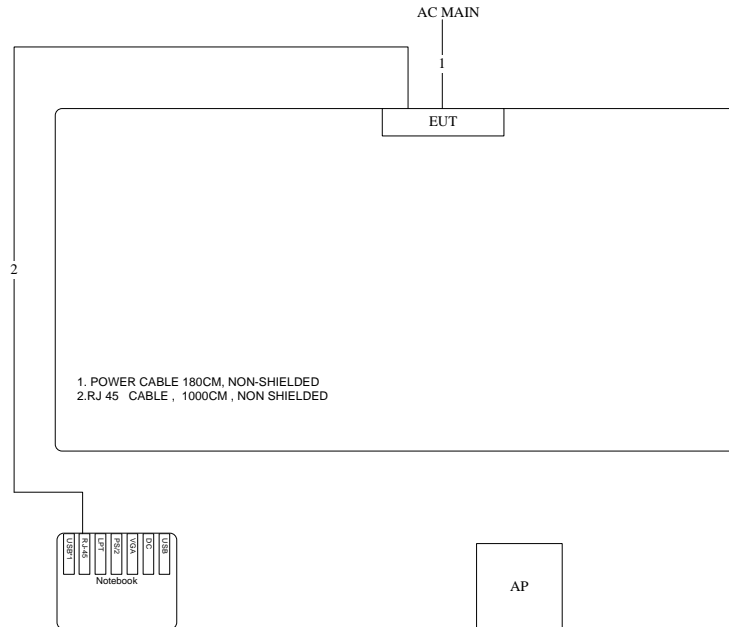 AC MAIN
1
EUT
2
1. POWER CABLE 180CM, NON-SHIELDED
2.RJ 45 CABLE , 1000CM , NON SHIELDED
USB*1
RJ-45
LPT
PS/2
VGA
DC
USB
Notebook
AP